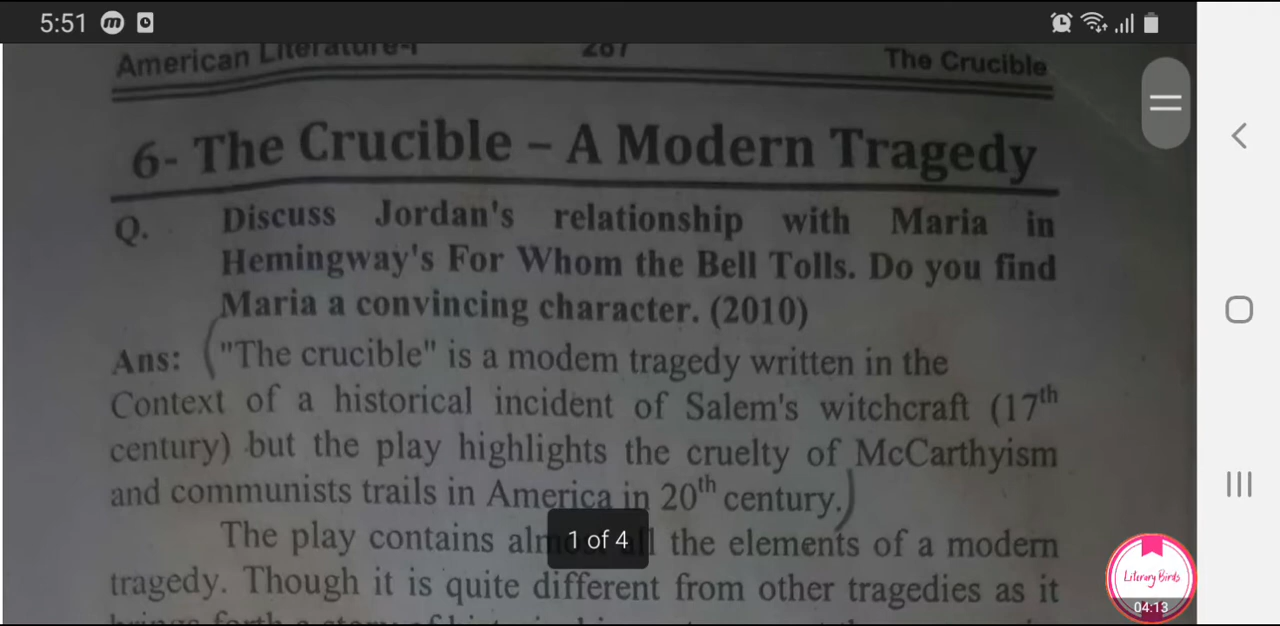 5:51
American Literature-I 287 The Crucible
6- The Crucible – A Modern Tragedy
Q. Discuss Jordan's relationship with Maria in
Hemingway's For Whom the Bell Tolls. Do you find
Maria a convincing character. (2010)
Ans: "The crucible" is a modem tragedy written in the
Context of a historical incident of Salem's witchcraft (17th
century) but the play highlights the cruelty of McCarthyism
and communists trails in America in 20th century.)
The play contains all the elements of a modern
1 of 4
tragedy. Though it is quite different from other tragedies as it
Literary Birds
04:13